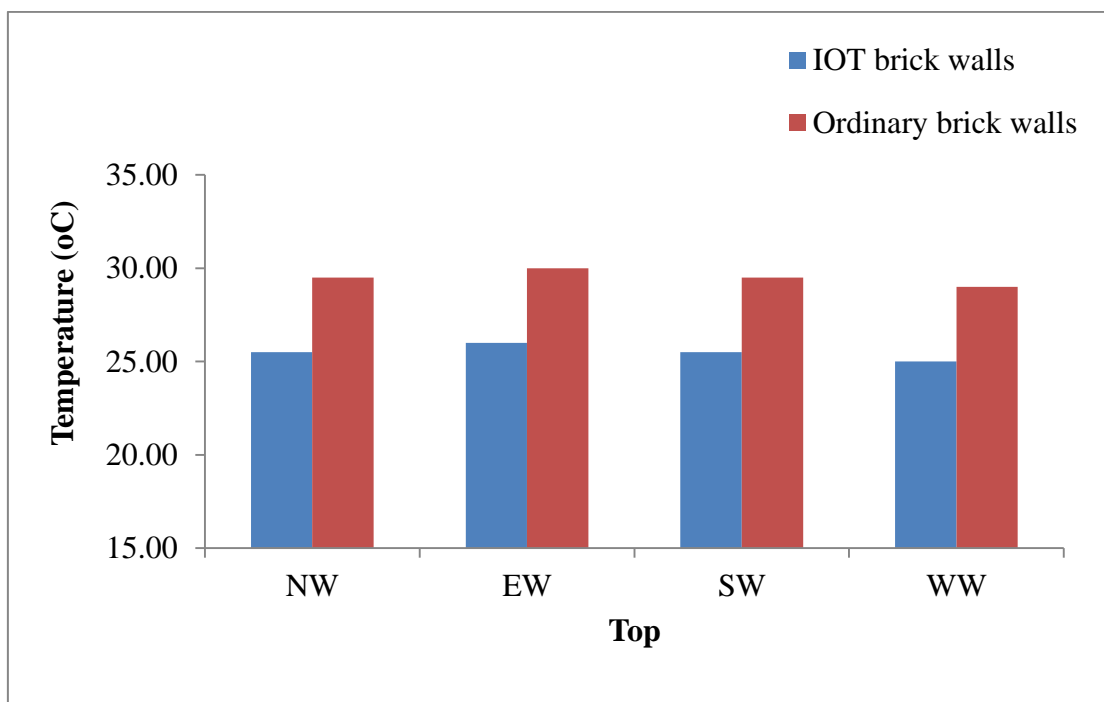 IOT brick walls
Ordinary brick walls
Temperature (oC)
35.00
30.00
25.00
20.00
15.00
NW EW SW WW
Top